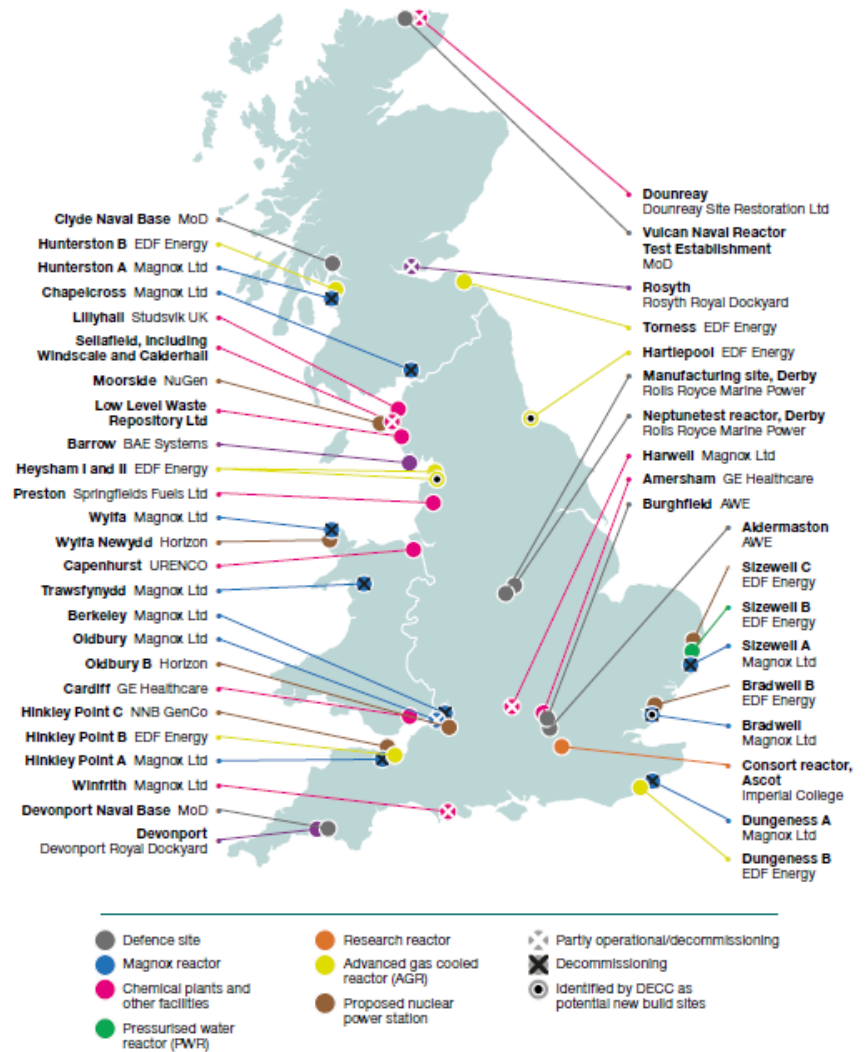 Clyde Naval Base MoD
Hunterston B EDF Energy
Hunterston A Magnox Ltd
Chapelcross Magnox Ltd
Lillyhall Studsvik UK
Sellafield, including
Windscale and Calderhall
Moorside NuGen
Low Level Waste
Repository Ltd
Barrow BAE Systems
Heysham I and II EDF Energy
Preston Springfields Fuels Ltd
Wylfa Magnox Ltd
Wylfa Newydd Horizon
Capenhurst URENCO
Trawsfynydd Magnox Ltd
Berkeley Magnox Ltd
Oldbury Magnox Ltd
Oldbury B Horizon
Cardiff GE Healthcare
Hinkley Point C NNB GenCo
Hinkley Point B EDF Energy
Hinkley Point A Magnox Ltd
Winfrith Magnox Ltd
Devonport Naval Base MoD
Devonport
Devonport Royal Dockyard
Dounreay
Dounreay Site Restoration Ltd
Vulcan Naval Reactor
Test Establishment
MoD
Rosyth
Rosyth Royal Dockyard
Torness EDF Energy
Hartlepool EDF Energy
Manufacturing site, Derby
Rolls Royce Marine Power
Neptunetest reactor, Derby
Rolls Royce Marine Power
Harwell Magnox Ltd
Amersham GE Healthcare
Burghfield AWE
Aldermaston
AWE
Sizewell C
EDF Energy
Sizewell B
EDF Energy
Sizewell A
Magnox Ltd
Bradwell B
EDF Energy
Bradwell
Magnox Ltd
Consort reactor,
Ascot
Imperial College
Dungeness A
Magnox Ltd
Dungeness B
EDF Energy
Defence site
Magnox reactor
Chemical plants and
other facilities
Pressurised water
reactor (PWR)
Research reactor
Advanced gas cooled
reactor (AGR)
Proposed nuclear
power station
Partly operational/decommissioning
Decommissioning
Identified by DECC as
potential new build sites